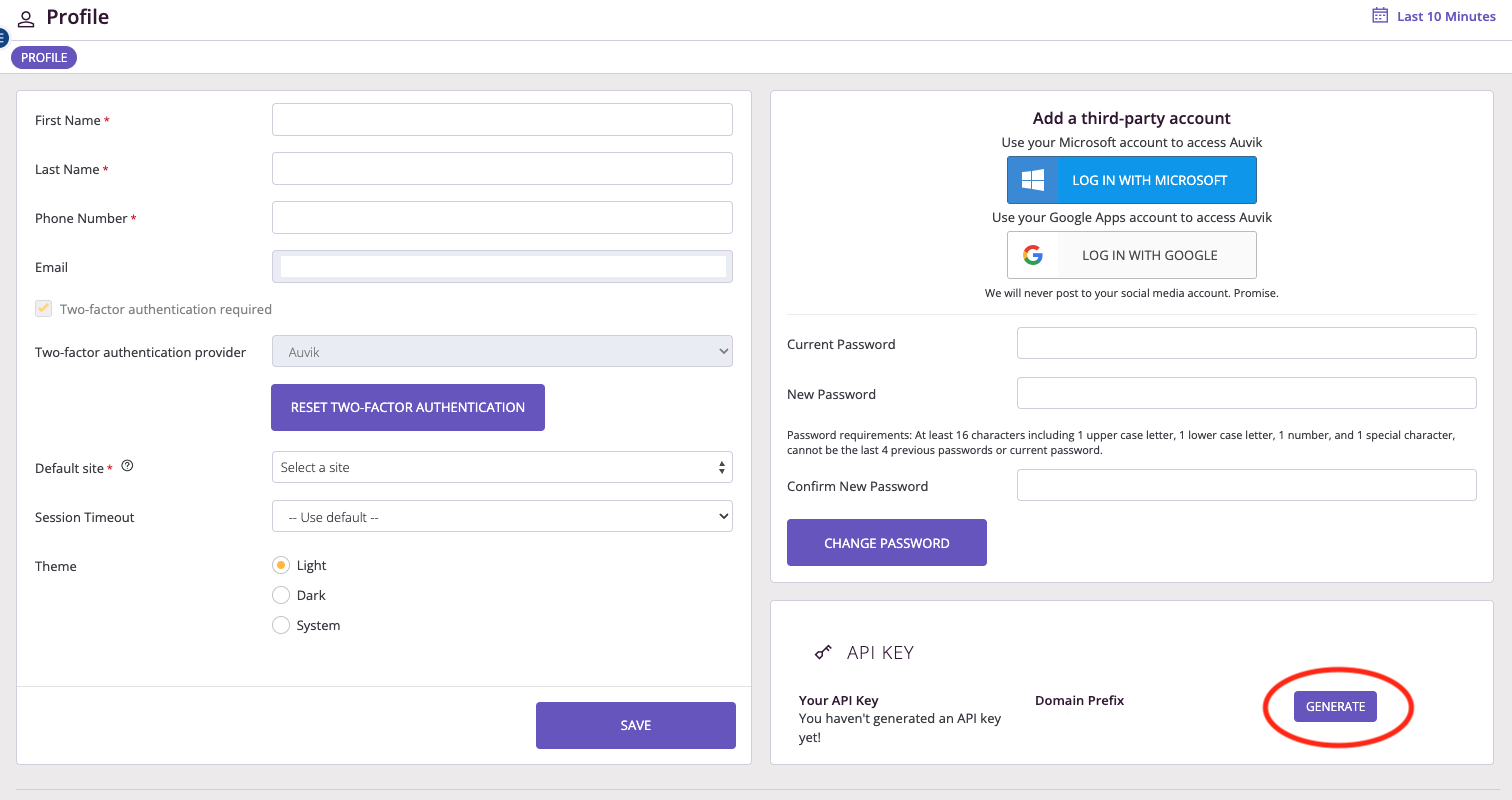 Profile
Last 10 Minutes
PROFILE
First Name *
Last Name *
Phone Number *
Email
Two-factor authentication required
Two-factor authentication provider
Auvik
RESET TWO-FACTOR AUTHENTICATION
Default site *
Select a site
Session Timeout
-- Use default --
Theme
Light
Dark
System
SAVE
Add a third-party account
Use your Microsoft account to access Auvik
LOG IN WITH MICROSOFT
Use your Google Apps account to access Auvik
LOG IN WITH GOOGLE
We will never post to your social media account. Promise.
Current Password
New Password
Password requirements: At least 16 characters including 1 upper case letter, 1 lower case letter, 1 number, and 1 special character,
cannot be the last 4 previous passwords or current password.
Confirm New Password
CHANGE PASSWORD
API KEY
Your API Key
You haven't generated an API key
yet!
Domain Prefix
GENERATE